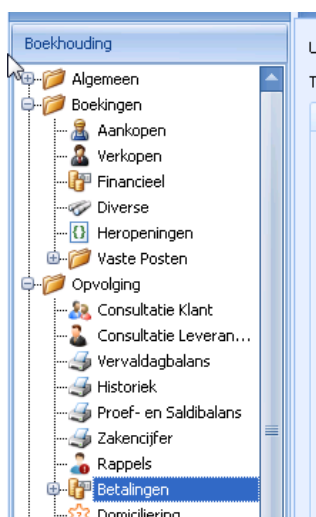 Boekhouding
Algemeen
Boekingen
Aankopen
Verkopen
Financieel
Diverse
Heropeningen
Vaste Posten
Opvolging
Consultatie Klant
Consultatie Leveran...
Vervaldagbalans
Historiek
Proef- en Saldibalans
Zakencijfer
Rappels
Betalingen
Domiciliering